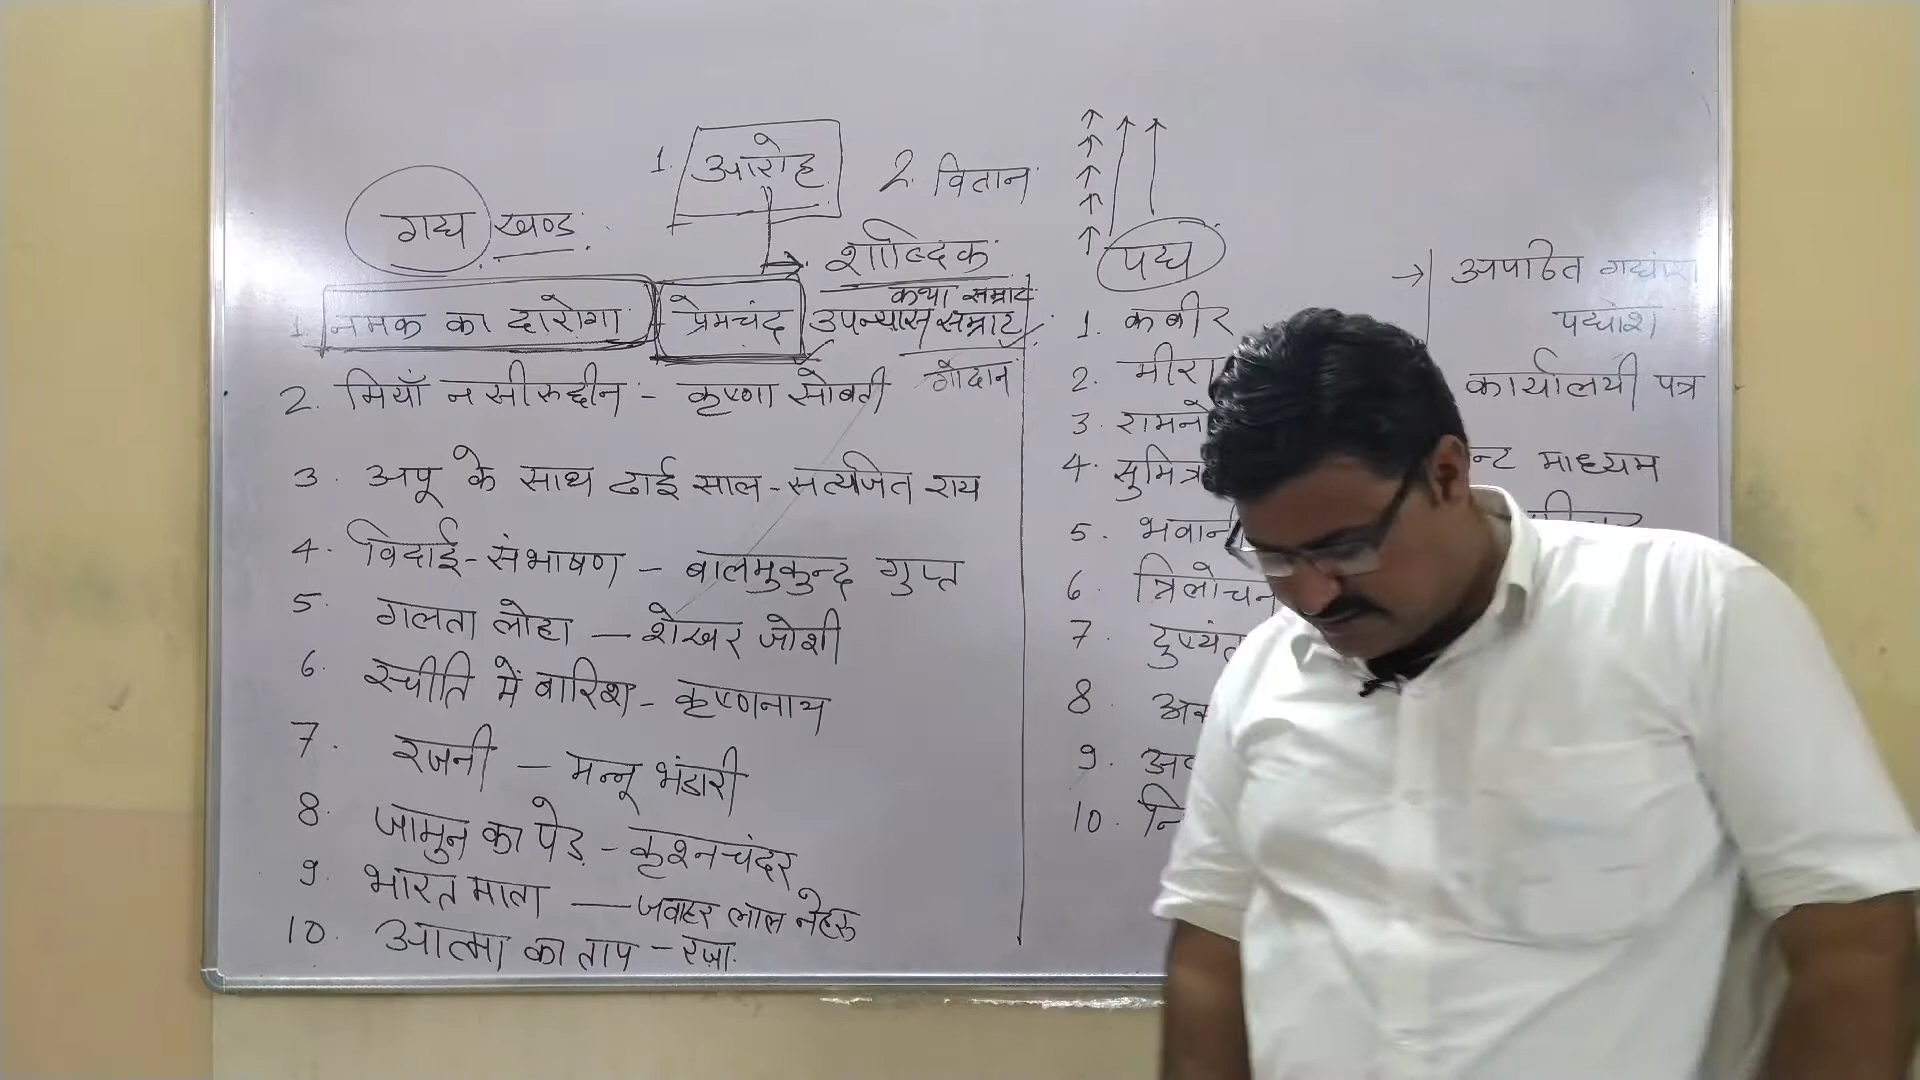 1. आरोह
2. वितान
गद्य खण्ड
शाब्दिक
कथा सम्राट
1. नमक का दारोगा - प्रेमचंद उपन्यास सम्राट
गोदान
2. मियाँ नसीरुद्दीन - कृष्णा सोबती
3. अपू के साथ ढाई साल - सत्यजित राय
4. विदाई-संभाषण - बालमुकुन्द गुप्त
5. गलता लोहा - शेखर जोशी
6. स्पीति में बारिश - कृष्णनाथ
7. रजनी - मन्नू भंडारी
8. जामुन का पेड़ - कृश्नचंदर
9. भारत माता - जवाहर लाल नेहरू
10. आत्मा का ताप - रज़ा
पद्य
1. कबीर
2. मीरा
3. रामन
4. सुमित्र
5. भवानी
6. त्रिलोचन
7. दुष्यंत
8.
9.
10.
→ अपठित गद्यांश
पद्यांश
कार्यालयी पत्र
न्ट माध्यम